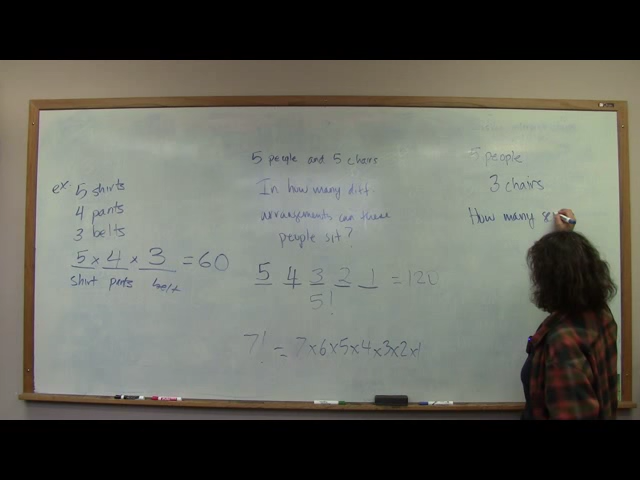 ex: 5 shirts
4 pants
3 belts
5 × 4 × 3 = 60
shirt pants belt
5 people and 5 chairs
In how many diff.
arrangements can these
people sit?
5 4 3 2 1 = 120
5!
7! = 7×6×5×4×3×2×1
5 people
3 chairs
How many